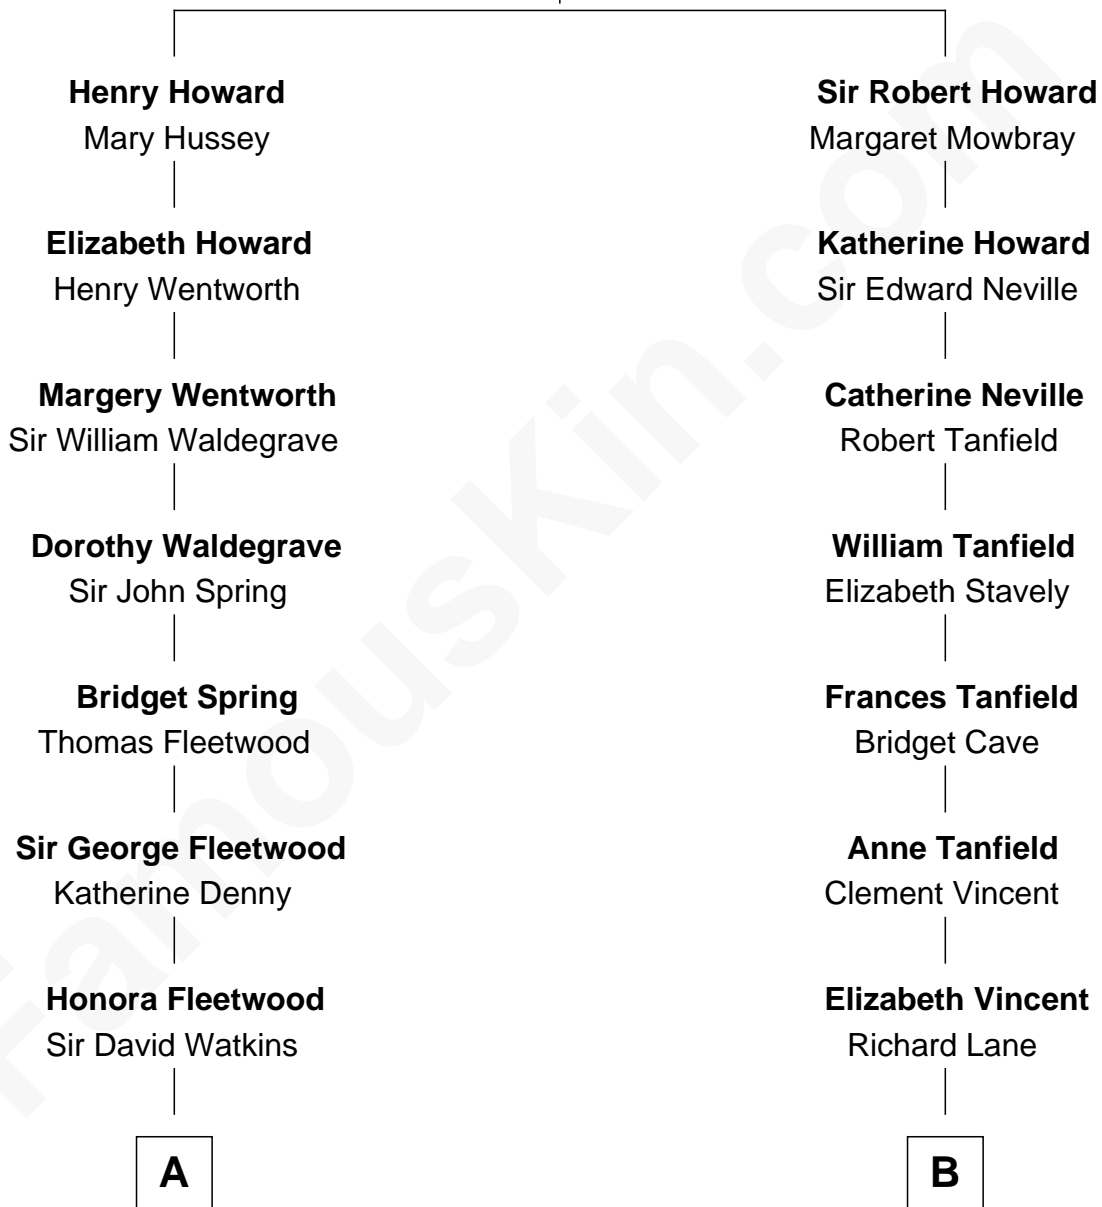 Henry Howard
Mary Hussey
Sir Robert Howard
Margaret Mowbray
Elizabeth Howard
Henry Wentworth
Katherine Howard
Sir Edward Neville
Margery Wentworth
Sir William Waldegrave
Catherine Neville
Robert Tanfield
Dorothy Waldegrave
Sir John Spring
William Tanfield
Elizabeth Stavely
Bridget Spring
Thomas Fleetwood
Frances Tanfield
Bridget Cave
Sir George Fleetwood
Katherine Denny
Anne Tanfield
Clement Vincent
Honora Fleetwood
Sir David Watkins
Elizabeth Vincent
Richard Lane
A
B
FamousKin.com